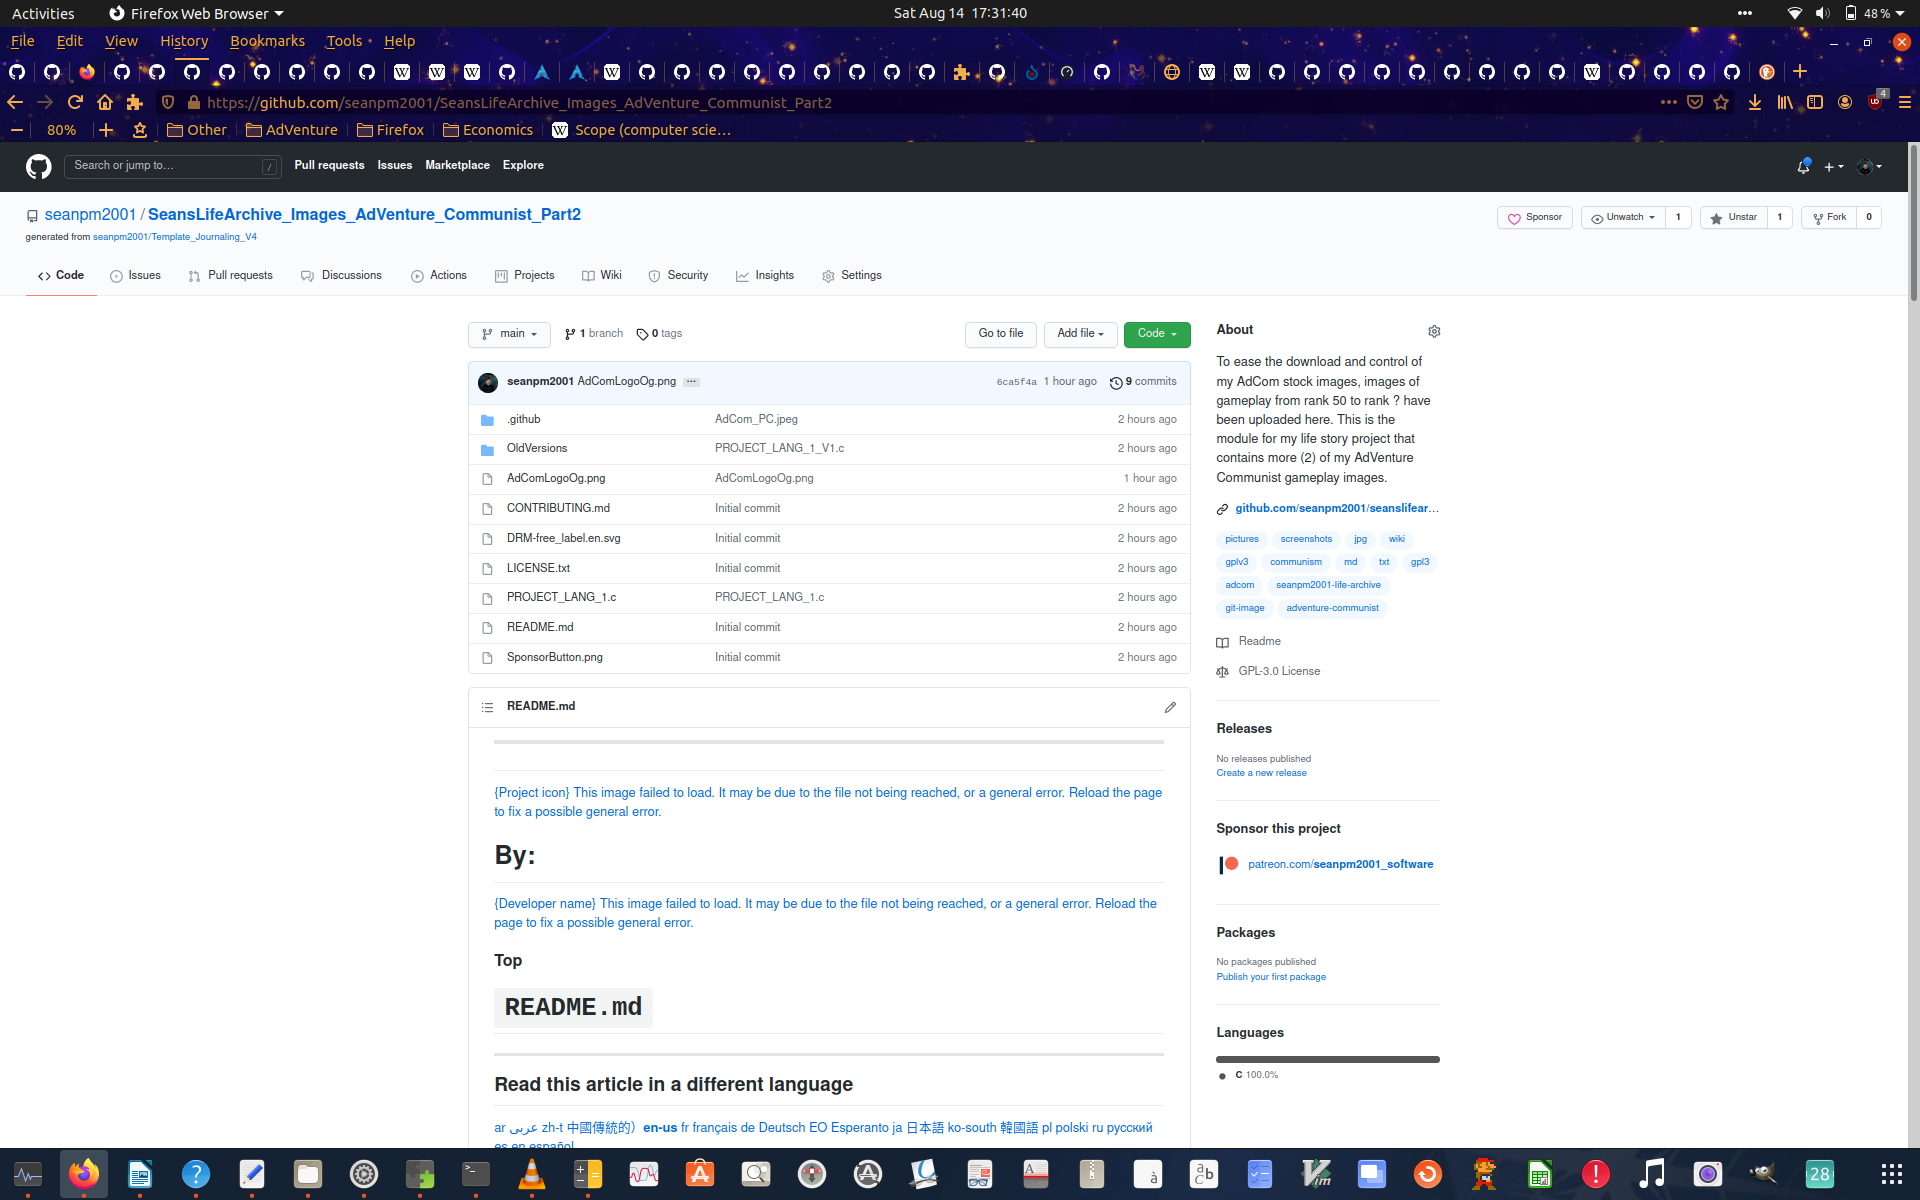 Activities Firefox Web Browser Sat Aug 14 17:31:40 48 %
File Edit View History Bookmarks Tools Help
https://github.com/seanpm2001/SeansLifeArchive_Images_AdVenture_Communist_Part2 4
80% Other AdVenture Firefox Economics Scope (computer scie…
Search or jump to… / Pull requests Issues Marketplace Explore
seanpm2001 / SeansLifeArchive_Images_AdVenture_Communist_Part2 Sponsor Unwatch 1 Unstar 1 Fork 0
generated from seanpm2001/Template_Journaling_V4
Code Issues Pull requests Discussions Actions Projects Wiki Security Insights Settings
main 1 branch 0 tags Go to file Add file Code
seanpm2001 AdComLogoOg.png ... 6ca5f4a 1 hour ago 9 commits
.github AdCom_PC.jpeg 2 hours ago
OldVersions PROJECT_LANG_1_V1.c 2 hours ago
AdComLogoOg.png AdComLogoOg.png 1 hour ago
CONTRIBUTING.md Initial commit 2 hours ago
DRM-free_label.en.svg Initial commit 2 hours ago
LICENSE.txt Initial commit 2 hours ago
PROJECT_LANG_1.c PROJECT_LANG_1.c 2 hours ago
README.md Initial commit 2 hours ago
SponsorButton.png Initial commit 2 hours ago
README.md
{Project icon} This image failed to load. It may be due to the file not being reached, or a general error. Reload the page
to fix a possible general error.
By:
{Developer name} This image failed to load. It may be due to the file not being reached, or a general error. Reload the
page to fix a possible general error.
Top
README.md
Read this article in a different language
ar عربى zh-t 中國傳統的）en-us fr français de Deutsch EO Esperanto ja 日本語 ko-south 韓國語 pl polski ru русский
es en español
About
To ease the download and control of
my AdCom stock images, images of
gameplay from rank 50 to rank ? have
been uploaded here. This is the
module for my life story project that
contains more (2) of my AdVenture
Communist gameplay images.
github.com/seanpm2001/seanslifear…
pictures screenshots jpg wiki
gplv3 communism md txt gpl3
adcom seanpm2001-life-archive
git-image adventure-communist
Readme
GPL-3.0 License
Releases
No releases published
Create a new release
Sponsor this project
patreon.com/seanpm2001_software
Packages
No packages published
Publish your first package
Languages
C 100.0%
28